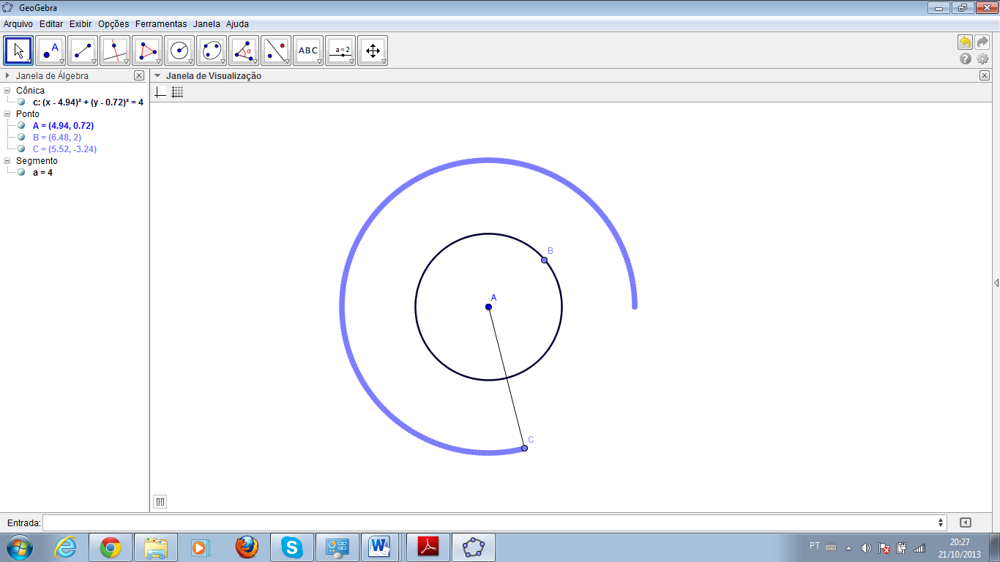 GeoGebra
Arquivo Editar Exibir Opções Ferramentas Janela Ajuda
A ABC a=2 α
Janela de Álgebra
Janela de Visualização
Cônica
c: (x - 4.94)² + (y - 0.72)² = 4
Ponto
A = (4.94, 0.72)
B = (6.48, 2)
C = (5.52, -3.24)
Segmento
a = 4
B
A
C
Entrada:
PT
20:27
21/10/2013